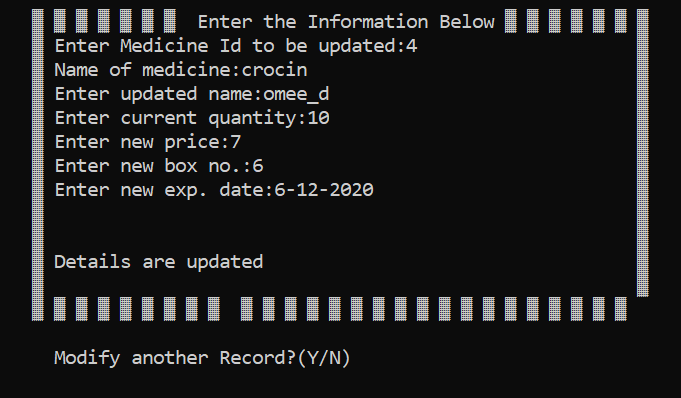 Enter the Information Below
Enter Medicine Id to be updated:4
Name of medicine:crocin
Enter updated name:omee_d
Enter current quantity:10
Enter new price:7
Enter new box no.:6
Enter new exp. date:6-12-2020
Details are updated
Modify another Record?(Y/N)